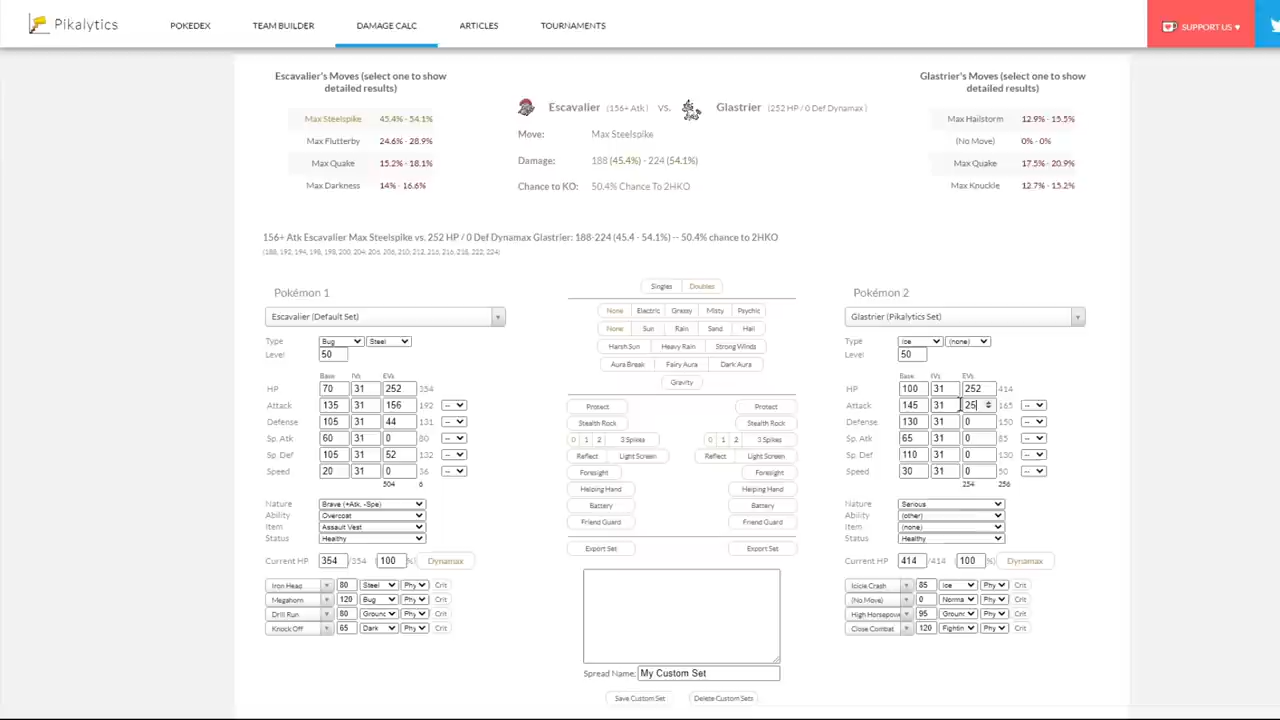 Pikalytics POKEDEX TEAM BUILDER DAMAGE CALC ARTICLES TOURNAMENTS SUPPORT US ♥
Escavalier's Moves (select one to show
detailed results)
Max Steelspike 45.4% - 54.1%
Max Flutterby 24.6% - 28.9%
Max Quake 15.2% - 18.1%
Max Darkness 14% - 16.6%
Escavalier (156+ Atk) VS. Glastrier (252 HP / 0 Def Dynamax )
Move: Max Steelspike
Damage: 188 (45.4%) - 224 (54.1%)
Chance to KO: 50.4% Chance To 2HKO
Glastrier's Moves (select one to show
detailed results)
Max Hailstorm 12.9% - 15.5%
(No Move) 0% - 0%
Max Quake 17.5% - 20.9%
Max Knuckle 12.7% - 15.2%
156+ Atk Escavalier Max Steelspike vs. 252 HP / 0 Def Dynamax Glastrier: 188-224 (45.4 - 54.1%) -- 50.4% chance to 2HKO
Pokémon 1
Escavalier (Default Set)
Type Bug Steel
Level 50
Base IVs EVs
HP 70 31 252 354
Attack 135 31 156 192 --
Defense 105 31 44 131 --
Sp. Atk 60 31 0 80 --
Sp. Def 105 31 52 132 --
Speed 20 31 0 36 --
504 6
Nature Brave (+Atk, -Spe)
Ability Overcoat
Item Assault Vest
Status Healthy
Current HP 354 /354 ( 100 %) Dynamax
Iron Head 80 Steel Phy Crit
Megahorn 120 Bug Phy Crit
Drill Run 80 Ground Phy Crit
Knock Off 65 Dark Phy Crit
Singles Doubles
None Electric Grassy Misty Psychic
None Sun Rain Sand Hail
Harsh Sun Heavy Rain Strong Winds
Aura Break Fairy Aura Dark Aura
Gravity
Protect Protect
Stealth Rock Stealth Rock
0 1 2 3 Spikes 0 1 2 3 Spikes
Reflect Light Screen Reflect Light Screen
Foresight Foresight
Helping Hand Helping Hand
Battery Battery
Friend Guard Friend Guard
Export Set Export Set
Spread Name: My Custom Set
Save Custom Set Delete Custom Sets
Pokémon 2
Glastrier (Pikalytics Set)
Type Ice (none)
Level 50
Base IVs EVs
HP 100 31 252 414
Attack 145 31 25 165 --
Defense 130 31 0 150 --
Sp. Atk 65 31 0 85 --
Sp. Def 110 31 0 130 --
Speed 30 31 0 50 --
254 256
Nature Serious
Ability (other)
Item (none)
Status Healthy
Current HP 414 /414 ( 100 %) Dynamax
Icicle Crash 85 Ice Phy Crit
(No Move) 0 Norma Phy Crit
High Horsepow 95 Groun Phy Crit
Close Combat 120 Fightin Phy Crit